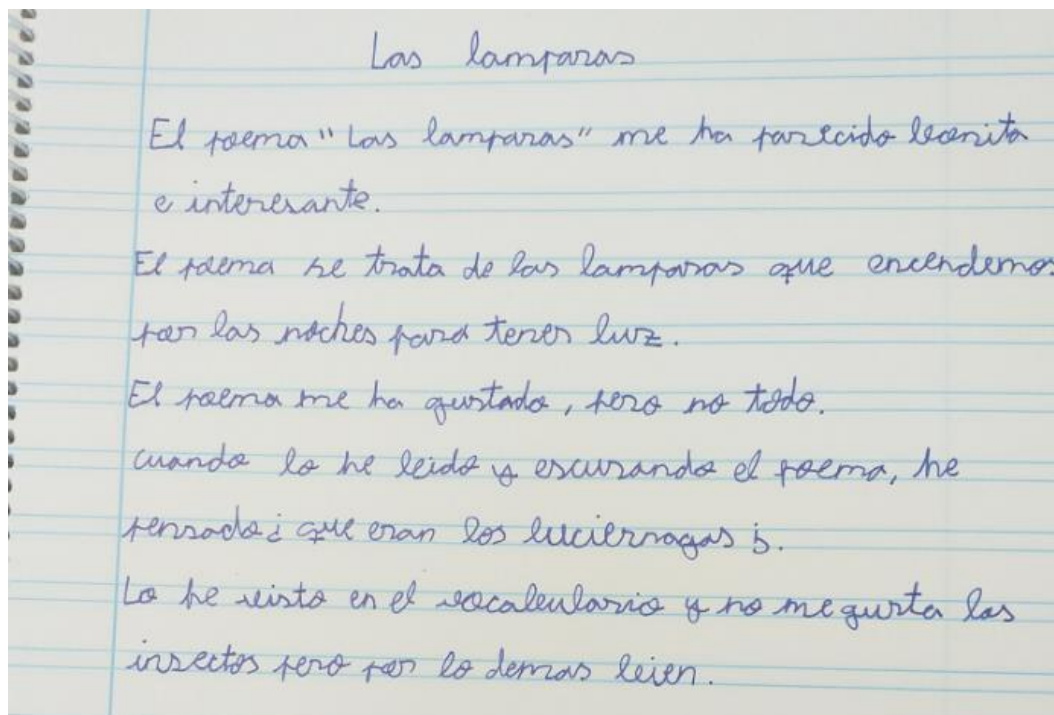 Las lamparas
El poema "Las lamparas" me ha parecido bonito
e interesante.
El poema se trata de las lamparas que encendemos
por las noches para tener luz.
El poema me ha gustado, pero no todo.
cuando lo he leido y escusando el poema, he
pensado ¿ que eran los luciernagas ¿.
Lo he visto en el vocabulario y no me gusta los
insectos pero por lo demas bien.